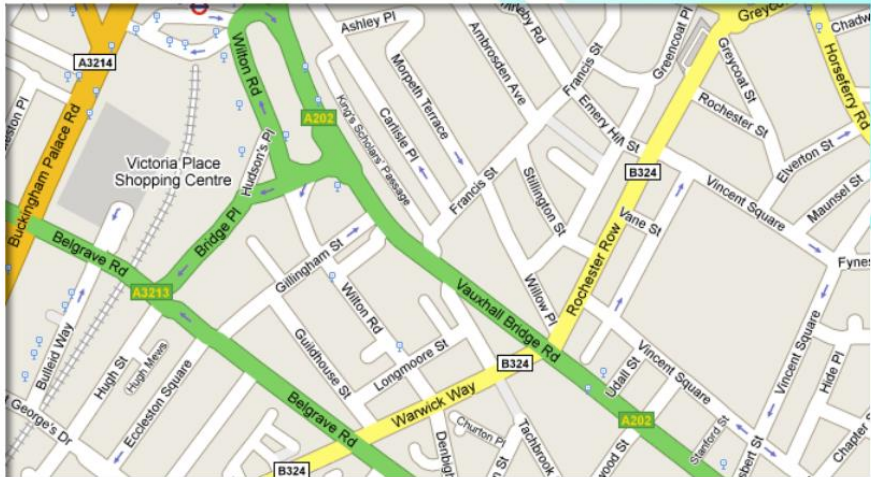 Ashley Pl
Ambrosden Ave
Francis St
Greencoat Pl
Greycoat St
Horseferry Rd
A3214
Wilton Rd
Morpeth Terrace
Emery Hill St
Rochester St
Buckingham Palace Rd
A202
King's Scholars' Passage
Carlisle Pl
Elverton St
Victoria Place
Shopping Centre
Hudson's Pl
Francis St
Stillington St
B324
Vincent Square
Maunsel St
Bridge Pl
Vane St
Belgrave Rd
Gillingham St
Rochester Row
A3213
Wilton Rd
Vauxhall Bridge Rd
Willow Pl
Bulleid Way
Hugh St
Hugh Mews
Guildhouse St
Longmoore St
B324
Udall St
Vincent Square
Vincent Square
Hide Pl
Eccleston Square
Belgrave Rd
Warwick Way
A202
George's Dr
Churton Pl
Stanford St
Chapter S
B324
Denbigh
Tachbrook